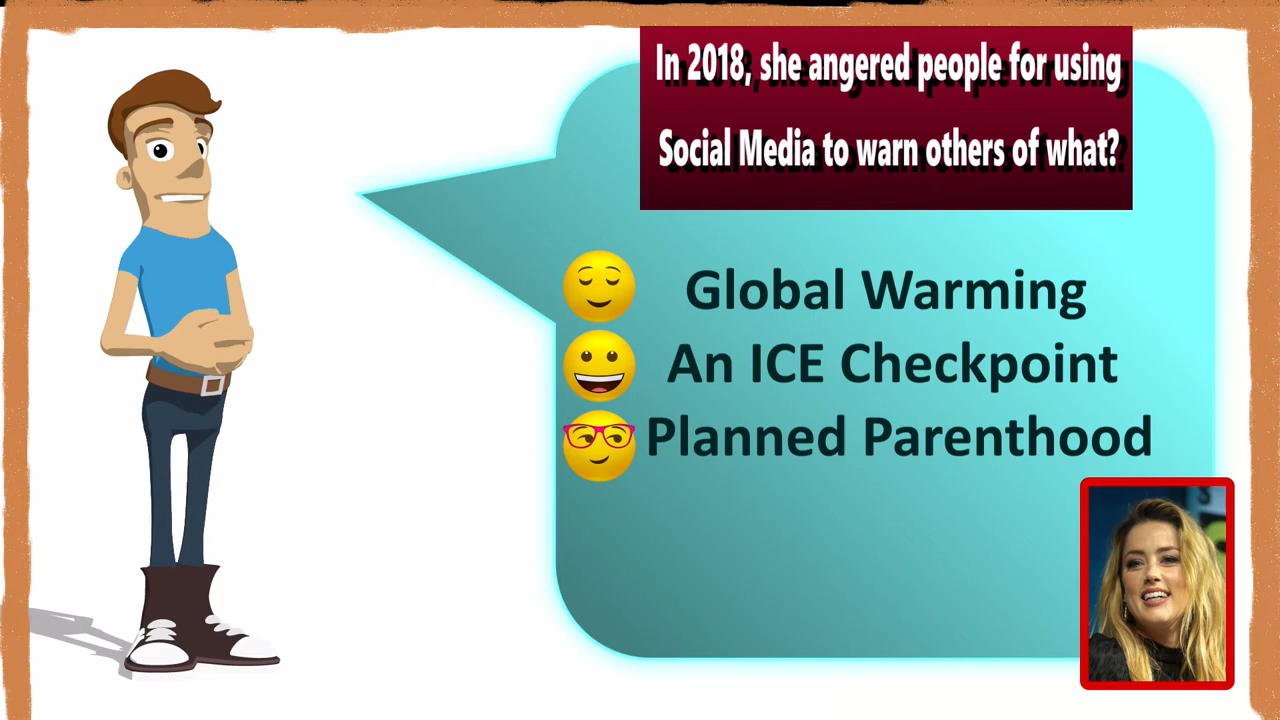 In 2018, she angered people for using
Social Media to warn others of what?
Global Warming
An ICE Checkpoint
Planned Parenthood